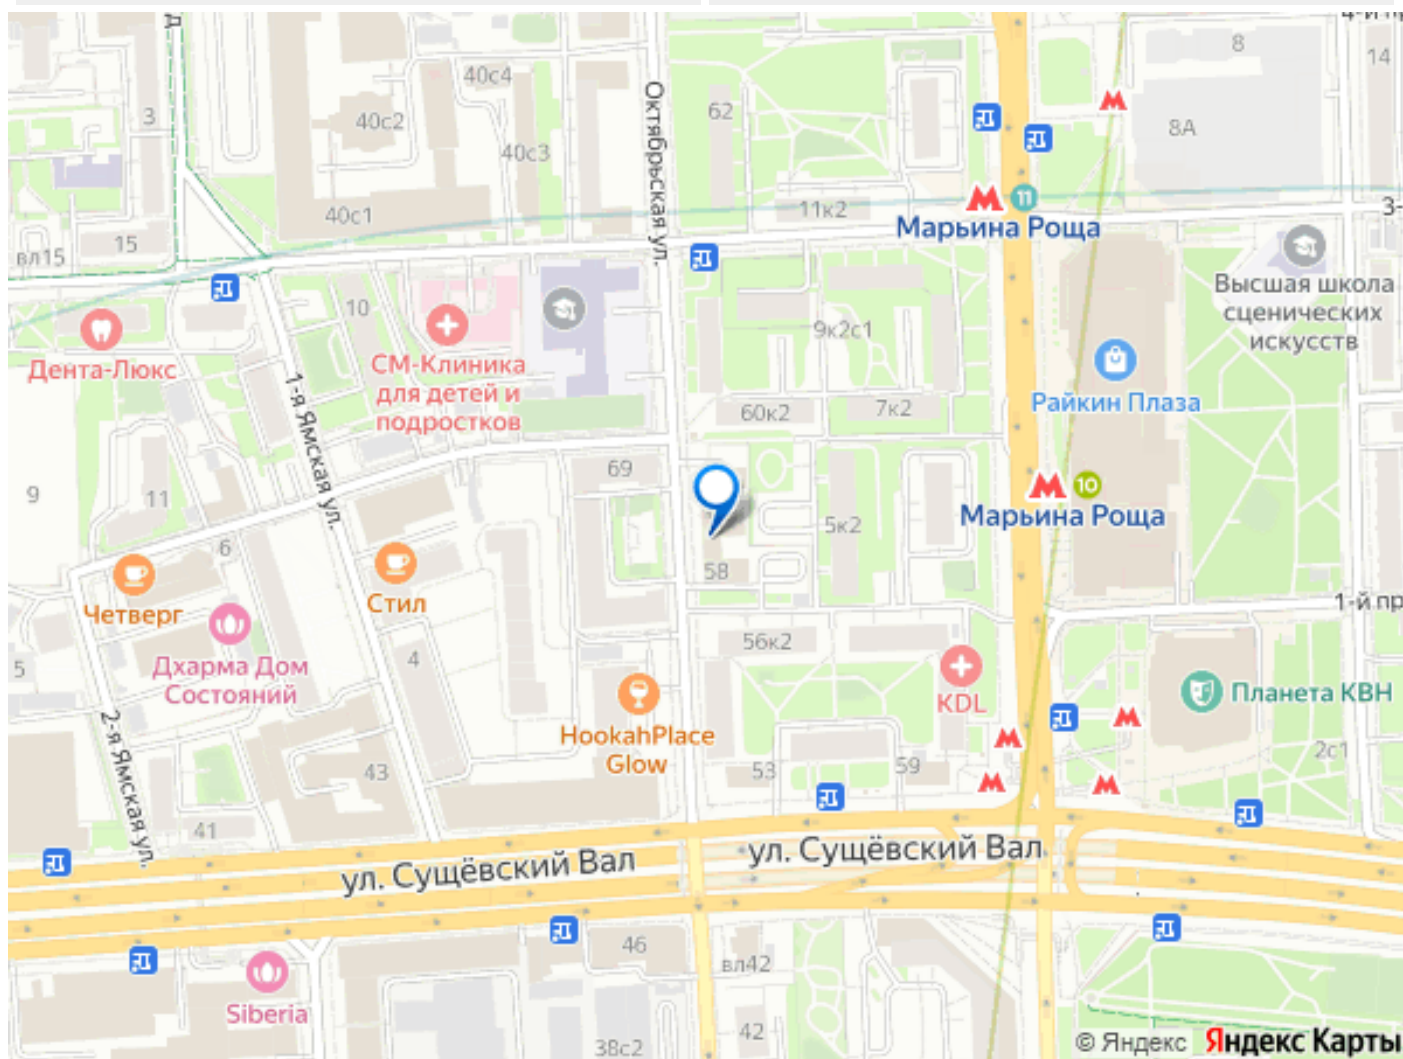 40с4
3
62
8
14
40с2
8А
40с3
Октябрьская ул.
11
40с1
11к2
Марьина Роща
3-
15
вл15
Высшая школа
сценических
искусств
10
9к2с1
СМ-Клиника
для детей и
подростков
Дента-Люкс
1-я Ямская ул.
Райкин Плаза
60к2
7к2
69
9
11
10
Марьина Роща
5к2
6
58
Четверг
Стил
1-й пр
56к2
4
5
Дхарма Дом
Состояний
KDL
Планета КВН
HookahPlace
Glow
2-я Ямская ул.
2с1
43
53
59
41
ул. Сущёвский Вал
ул. Сущёвский Вал
46
вл42
Siberia
42
38с2
© Яндекс Яндекс Карты